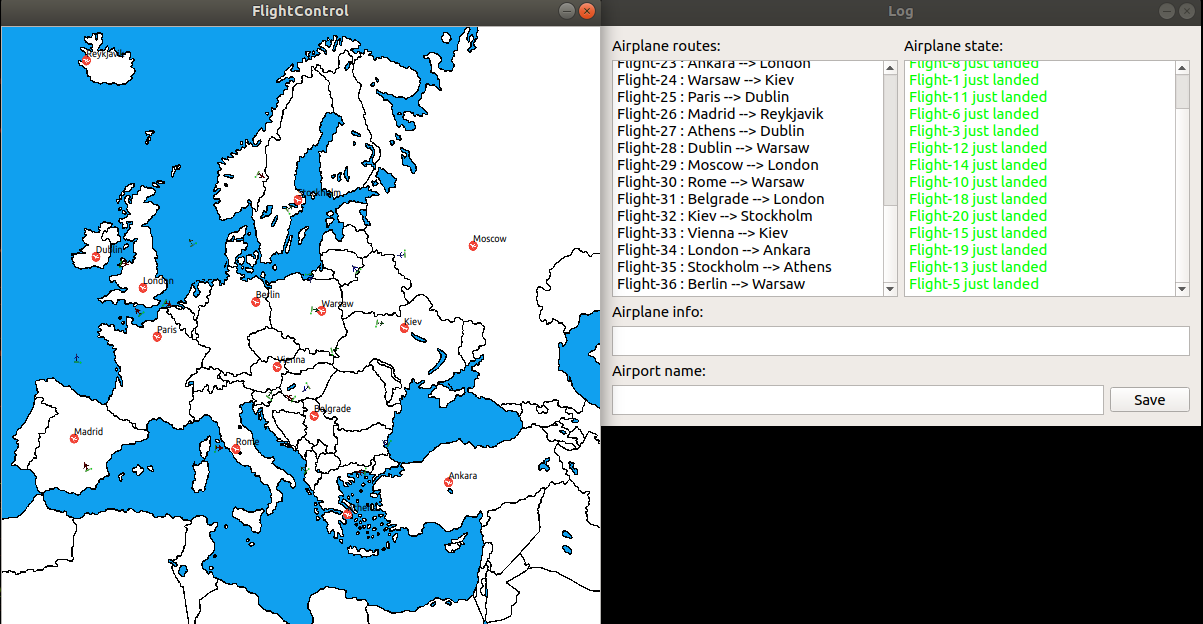 FlightControl
Reykjavik
Stockholm
Moscow
Dublin
London
Berlin
Warsaw
Kiev
Paris
Vienna
Belgrade
Madrid
Rome
Ankara
Athens
Log
Airplane routes:
Flight-23 : Ankara --> London
Flight-24 : Warsaw --> Kiev
Flight-25 : Paris --> Dublin
Flight-26 : Madrid --> Reykjavik
Flight-27 : Athens --> Dublin
Flight-28 : Dublin --> Warsaw
Flight-29 : Moscow --> London
Flight-30 : Rome --> Warsaw
Flight-31 : Belgrade --> London
Flight-32 : Kiev --> Stockholm
Flight-33 : Vienna --> Kiev
Flight-34 : London --> Ankara
Flight-35 : Stockholm --> Athens
Flight-36 : Berlin --> Warsaw
Airplane state:
Flight-8 just landed
Flight-1 just landed
Flight-11 just landed
Flight-6 just landed
Flight-3 just landed
Flight-12 just landed
Flight-14 just landed
Flight-10 just landed
Flight-18 just landed
Flight-20 just landed
Flight-15 just landed
Flight-19 just landed
Flight-13 just landed
Flight-5 just landed
Airplane info:
Airport name:
Save